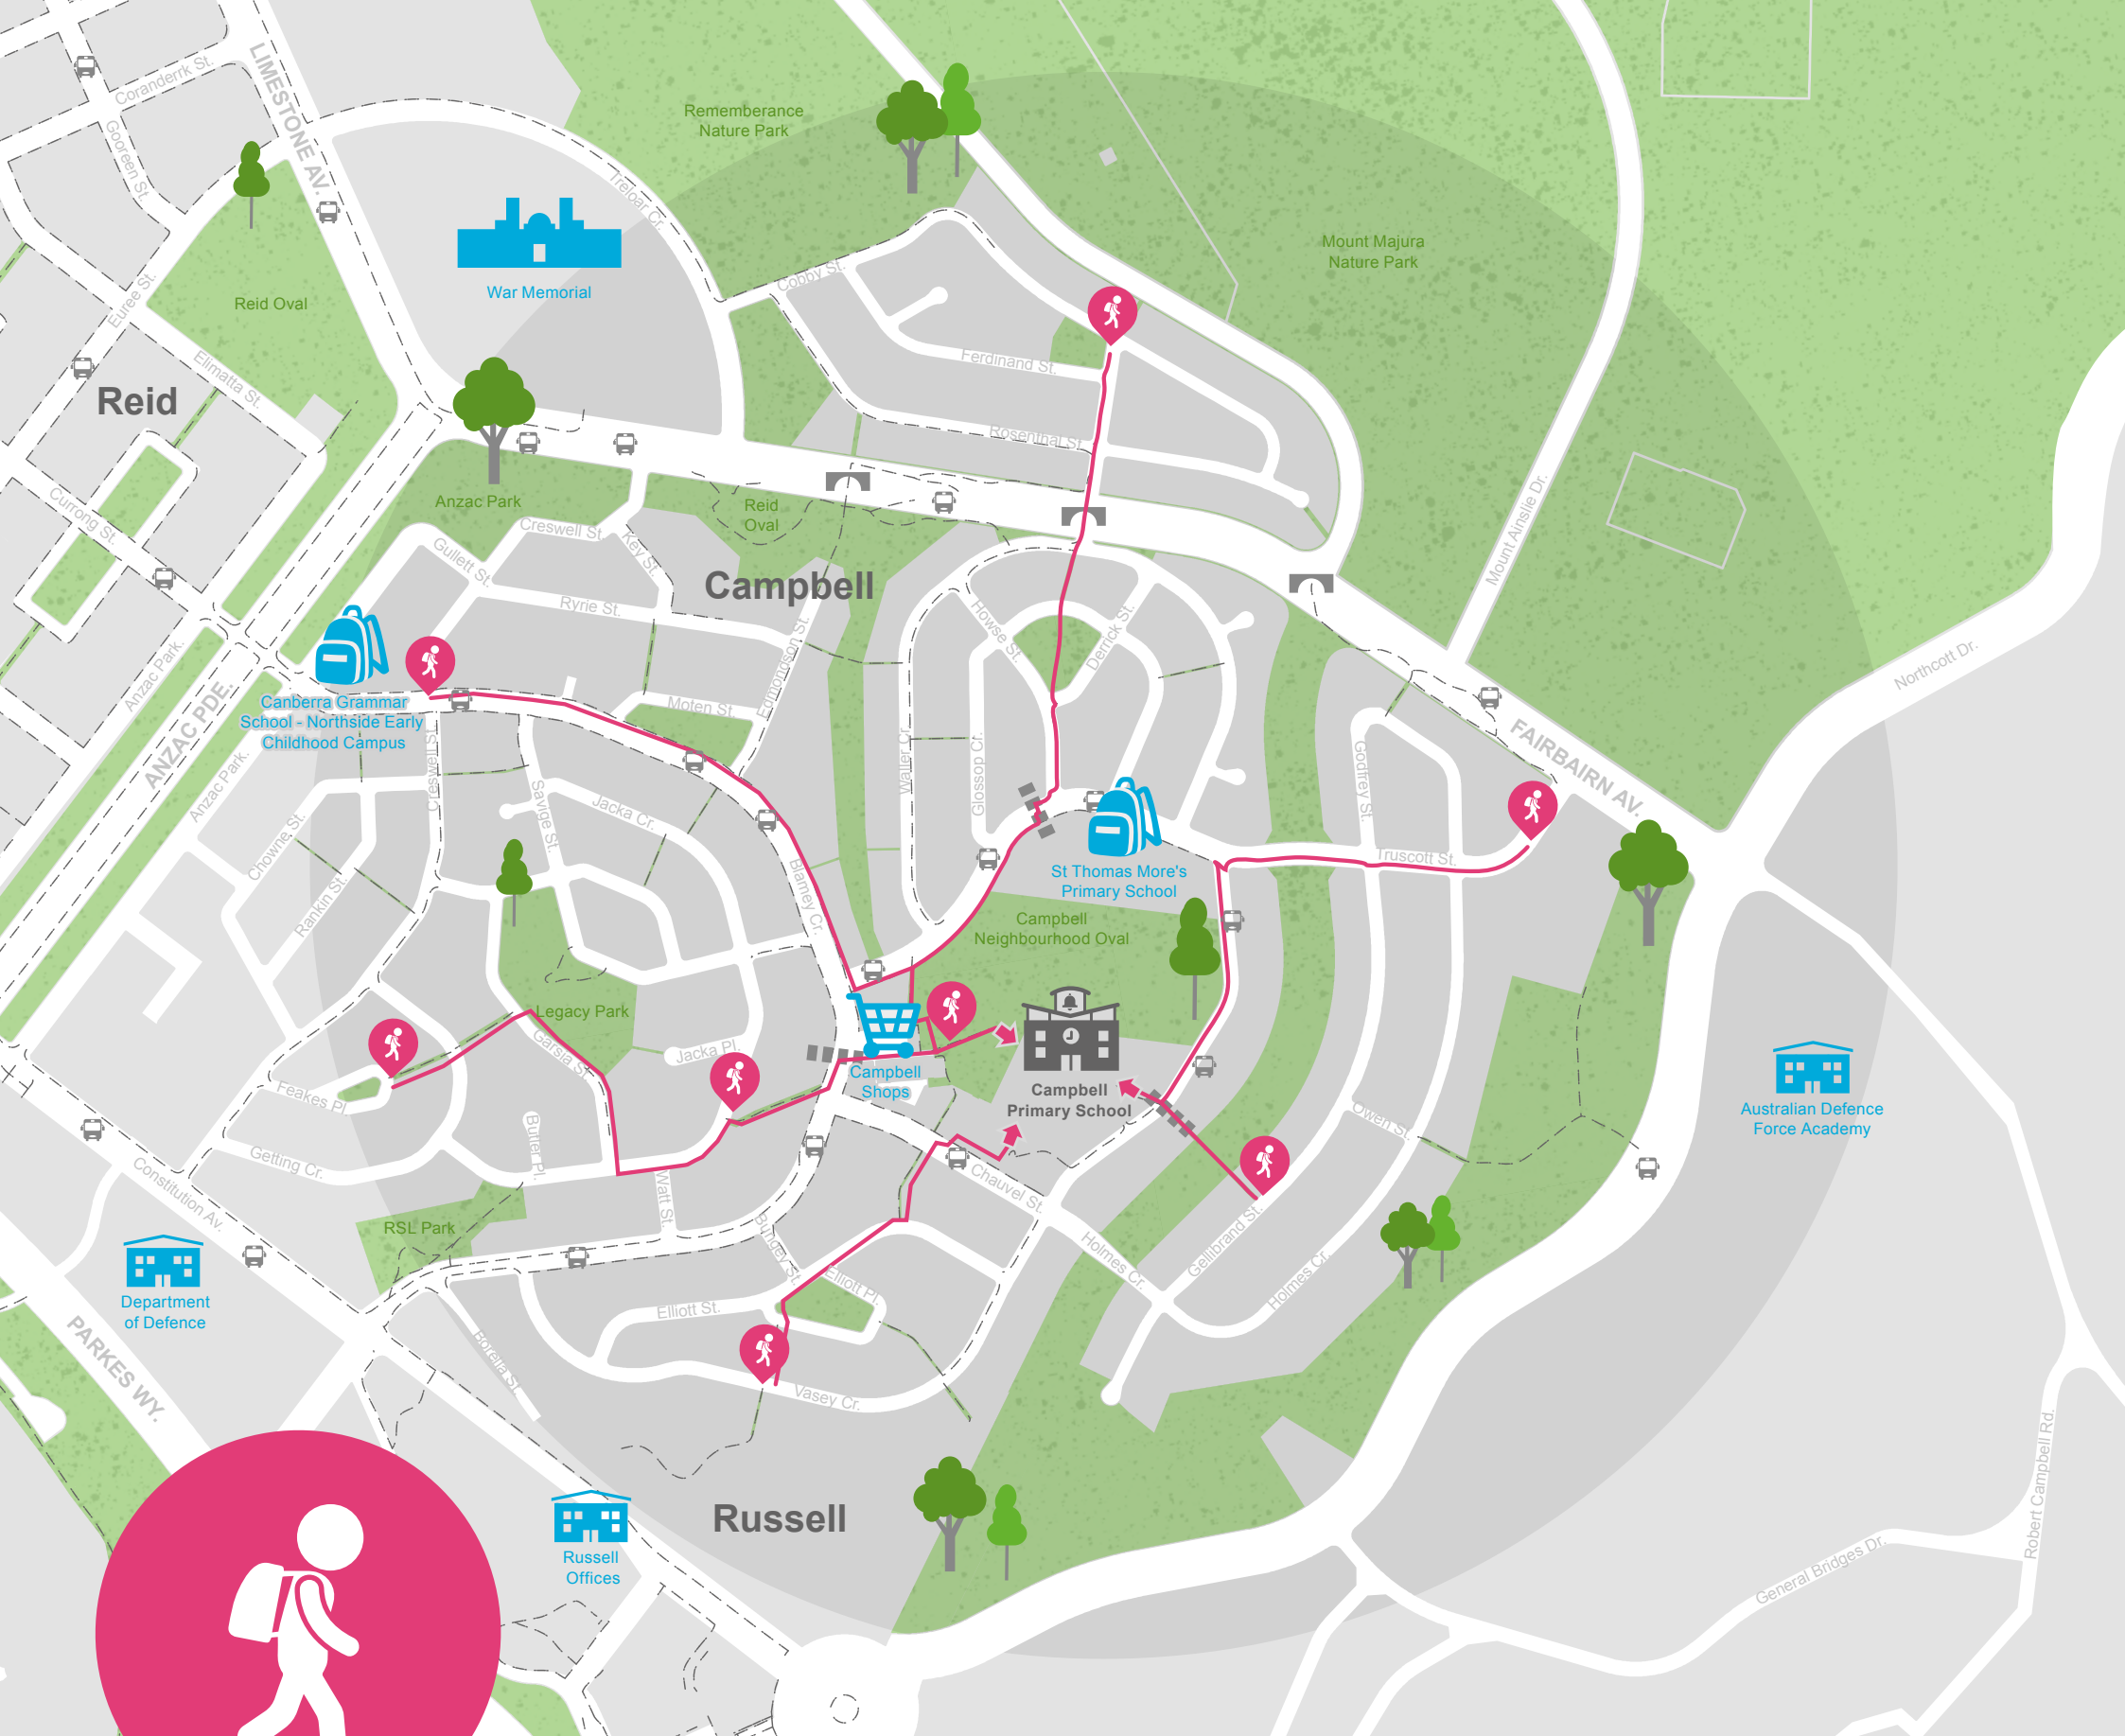 Coranderrk St.
LIMESTONE AV.
Gooreen St.
Rememberance
Nature Park
Treloar Cr.
Mount Majura
Nature Park
Cobby St.
War Memorial
Reid Oval
Euree St.
Elimatta St.
Ferdinand St.
Reid
Rosenthal St.
Anzac Park
Reid
Oval
Currong St.
Creswell St.
Key St.
Gullett St.
Mount Ainslie Dr.
Campbell
Ryrie St.
Howse St.
Derrick St.
Edmondson St.
Northcott Dr.
Anzac Park.
ANZAC PDE.
Canberra Grammar
School - Northside Early
Childhood Campus
Moten St.
FAIRBAIRN AV.
Creswell St.
Waller Cr.
Glossop Cr.
Godfrey St.
Anzac Park.
Savige St.
Jacka Cr.
Chowne St.
Blamey Cr.
Truscott St.
St Thomas More's
Primary School
Rankin St.
Campbell
Neighbourhood Oval
Legacy Park
Garsia St.
Jacka Pl.
Campbell
Shops
Campbell
Primary School
Feakes Pl.
Owen St.
Australian Defence
Force Academy
Butler Pl.
Getting Cr.
Constitution Av.
Watt St.
Chauvel St.
RSL Park
Bungey St.
Holmes Cr.
Gellibrand St.
Holmes Cr.
Elliott Pl.
Elliott St.
Department
of Defence
PARKES WY.
Borella St.
Vasey Cr.
Robert Campbell Rd.
Russell
General Bridges Dr.
Russell
Offices